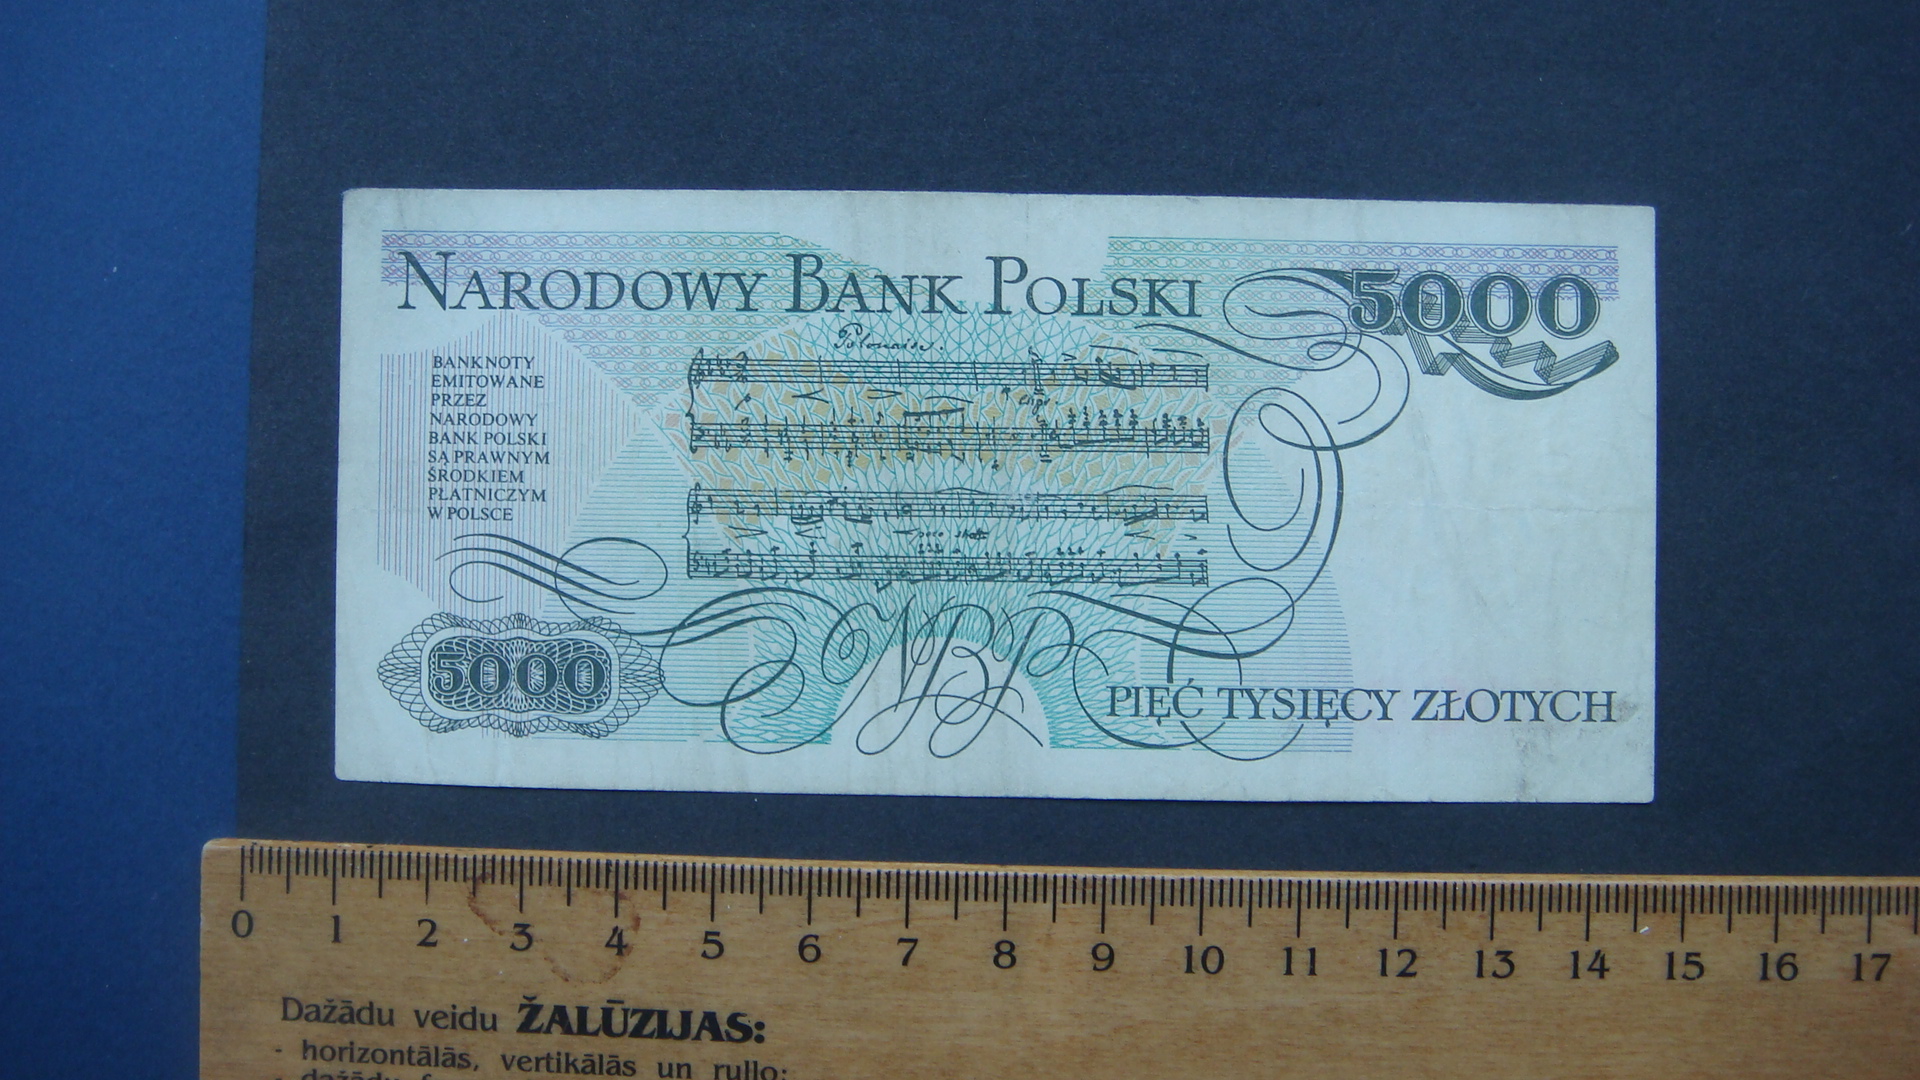 NARODOWY BANK POLSKI
5000
Polonaise.
BANKNOTY
EMITOWANE
PRZEZ
NARODOWY
BANK POLSKI
SĄ PRAWNYM
ŚRODKIEM
PŁATNICZYM
W POLSCE
poco
NBP
5000
PIĘĆ TYSIĘCY ZŁOTYCH
0 1 2 3 4 5 6 7 8 9 10 11 12 13 14 15 16 17
Dažādu veidu ŽALŪZIJAS:
- horizontālās, vertikālās un rullo;
- dažādu